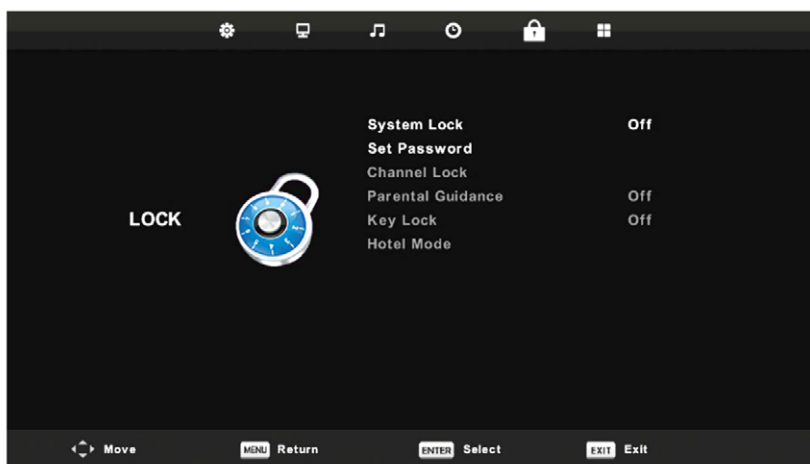 System Lock Off
Set Password
Channel Lock
Parental Guidance Off
LOCK
Key Lock Off
Hotel Mode
Move MENU Return ENTER Select EXIT Exit